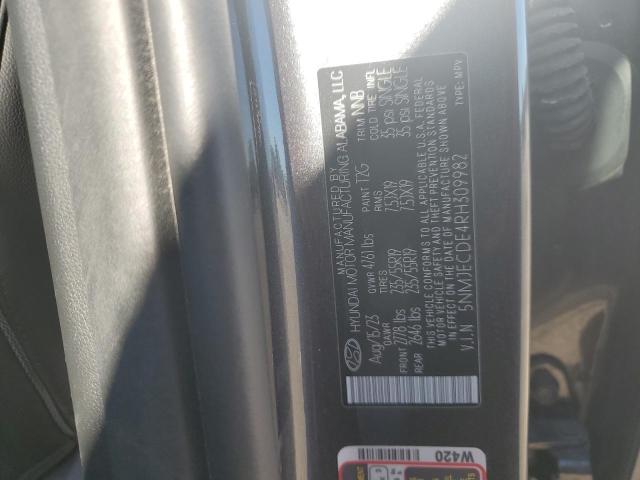 MANUFACTURED BY
HYUNDAI MOTOR MANUFACTURING ALABAMA, LLC
Aug/15/23 GVWR 4761lbs PAINT T2G TRIM NNB
GAWR TIRES RIMS COLD TIRE INFL
FRONT 2778 lbs 235/55R19 7.5JX19 35 psi SINGLE
REAR 2646 lbs 235/55R19 7.5JX19 35 psi SINGLE
THIS VEHICLE CONFORMS TO ALL APPLICABLE U.S.A. FEDERAL
MOTOR VEHICLE SAFETY AND THEFT PREVENTION STANDARDS
IN EFFECT ON THE DATE OF MANUFACTURE SHOWN ABOVE
V.I.N 5NMJECDE4RH309982 TYPE: MPV
W420